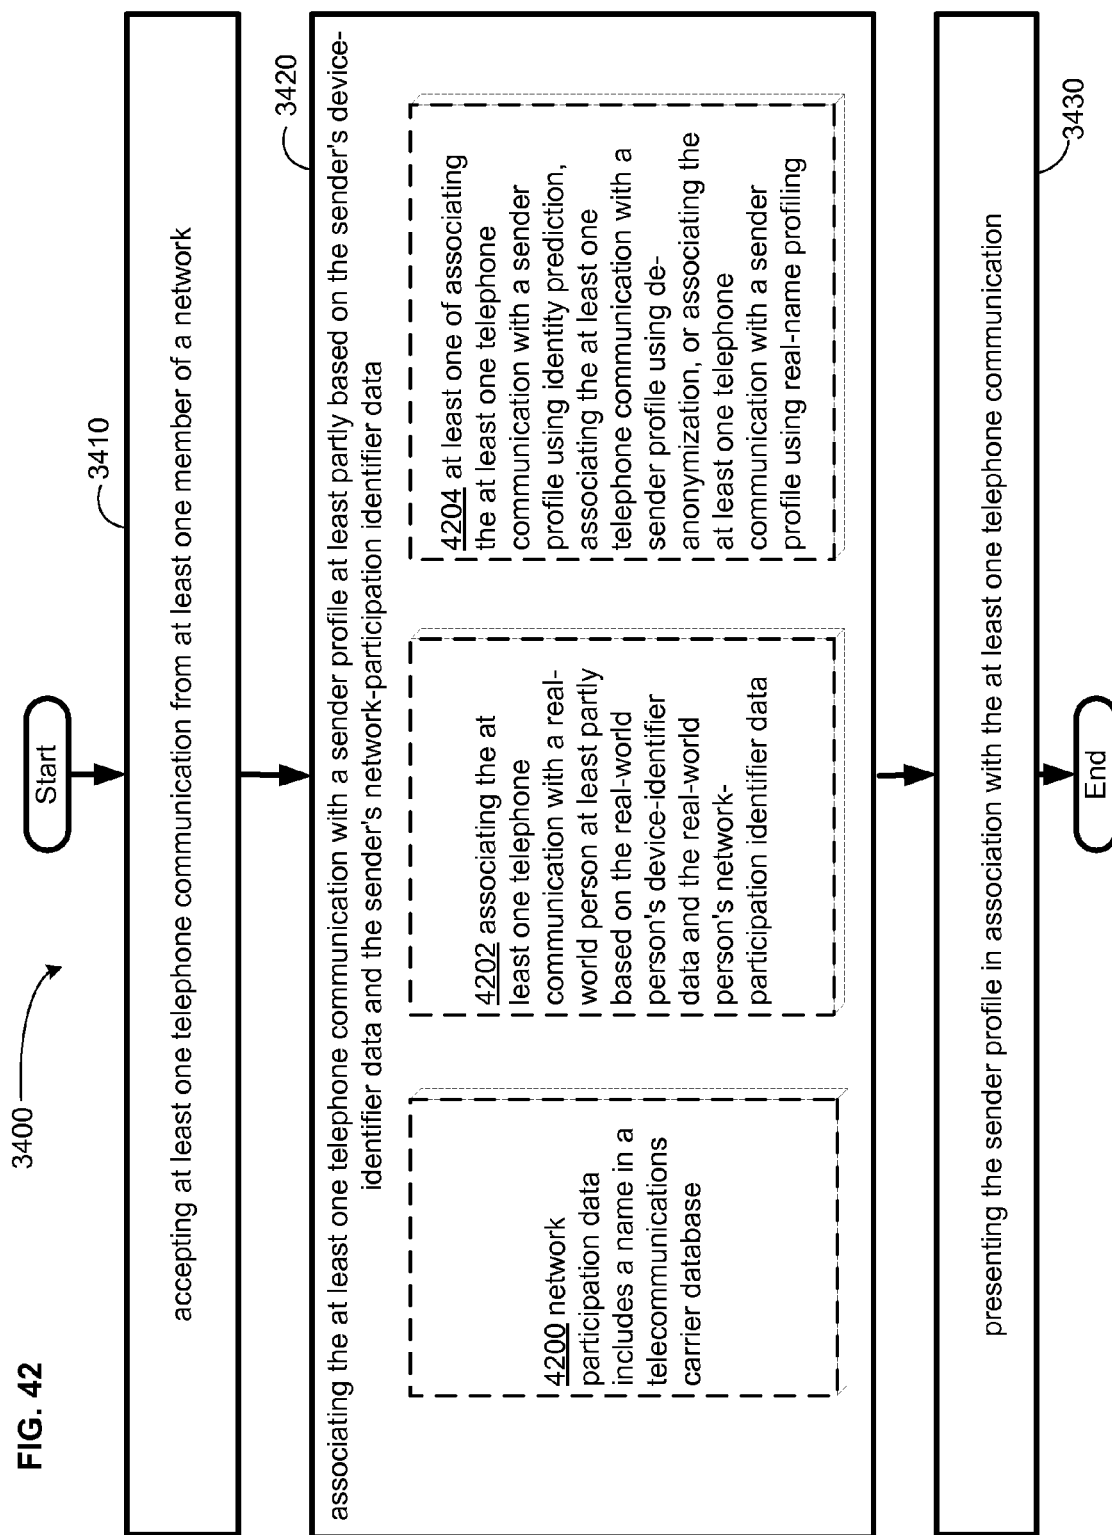 FIG. 42
3400
Start
3410
accepting at least one telephone communication from at least one member of a network
3420
associating the at least one telephone communication with a sender profile at least partly based on the sender's device-
identifier data and the sender's network-participation identifier data
4200 network
participation data
includes a name in a
telecommunications
carrier database
4202 associating the at
least one telephone
communication with a real-
world person at least partly
based on the real-world
person's device-identifier
data and the real-world
person's network-
participation identifier data
4204 at least one of associating
the at least one telephone
communication with a sender
profile using identity prediction,
associating the at least one
telephone communication with a
sender profile using de-
anonymization, or associating the
at least one telephone
communication with a sender
profile using real-name profiling
3430
presenting the sender profile in association with the at least one telephone communication
End